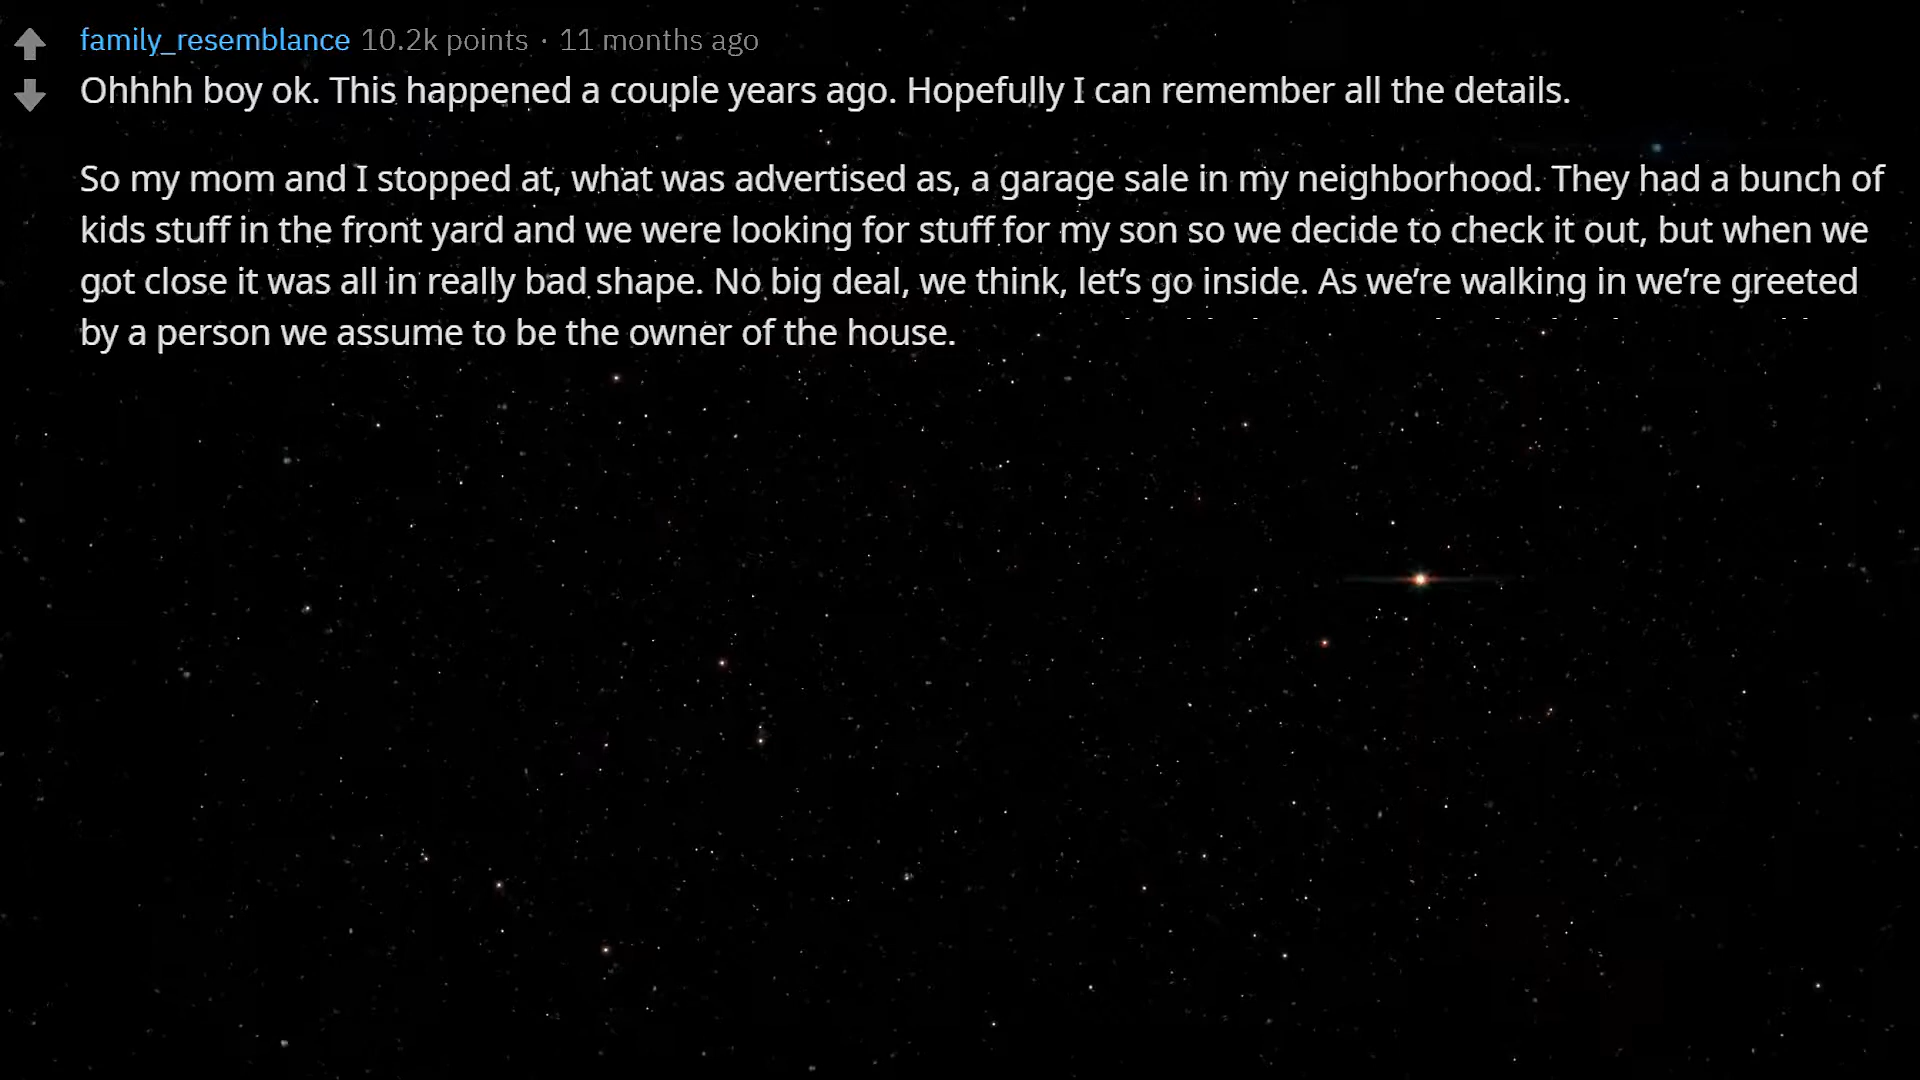 family_resemblance 10.2k points · 11 months ago
Ohhhh boy ok. This happened a couple years ago. Hopefully I can remember all the details.
So my mom and I stopped at, what was advertised as, a garage sale in my neighborhood. They had a bunch of
kids stuff in the front yard and we were looking for stuff for my son so we decide to check it out, but when we
got close it was all in really bad shape. No big deal, we think, let’s go inside. As we’re walking in we’re greeted
by a person we assume to be the owner of the house.